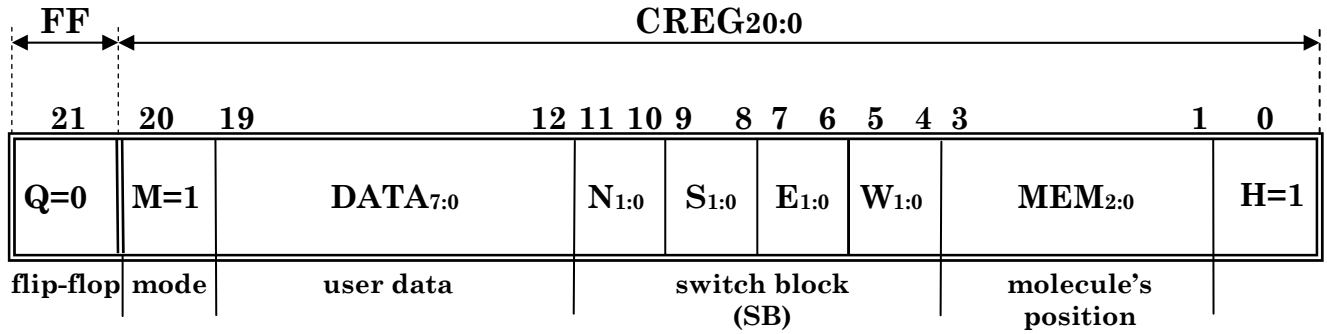 FF CREG20:0
21 20 19 12 11 10 9 8 7 6 5 4 3 1 0
Q=0 M=1 DATA7:0 N1:0 S1:0 E1:0 W1:0 MEM2:0 H=1
flip-flop mode user data switch block molecule's
(SB) position